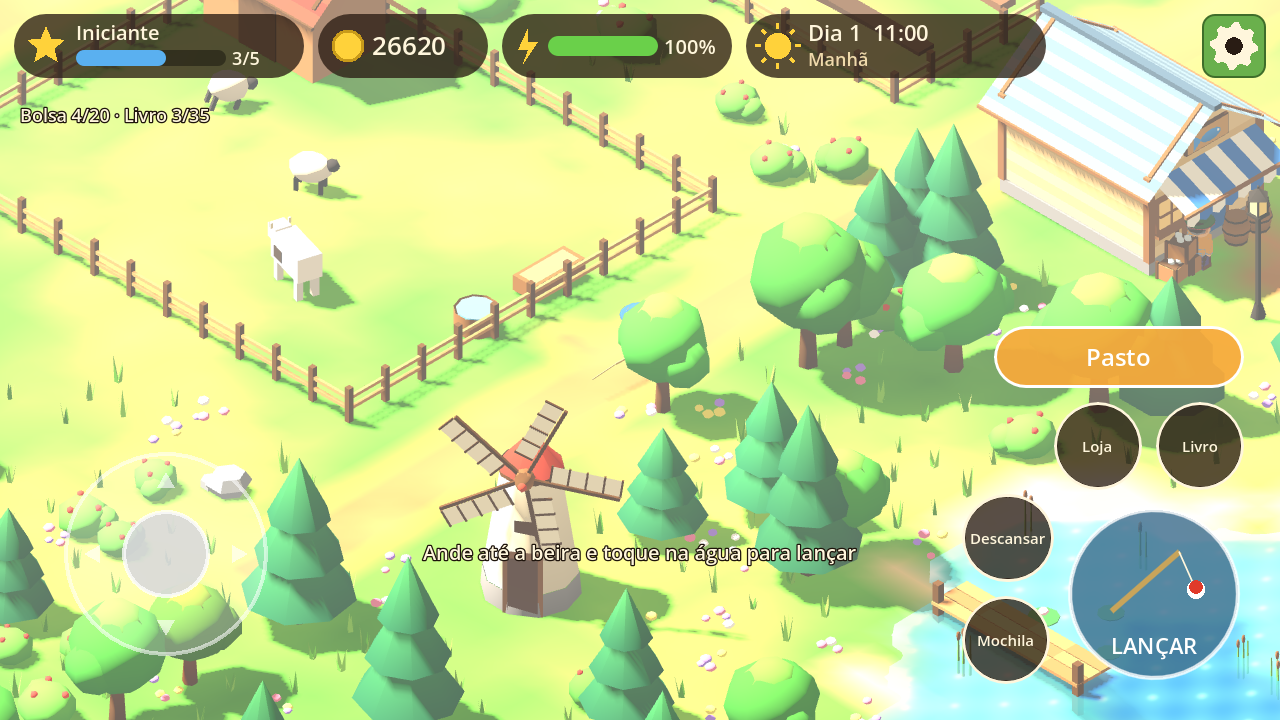 Iniciante
3/5
26620
100%
Dia 1 11:00
Manhã
Bolsa 4/20 · Livro 3/35
Pasto
Loja
Livro
Descansar
Ande até a beira e toque na água para lançar
Mochila
LANÇAR